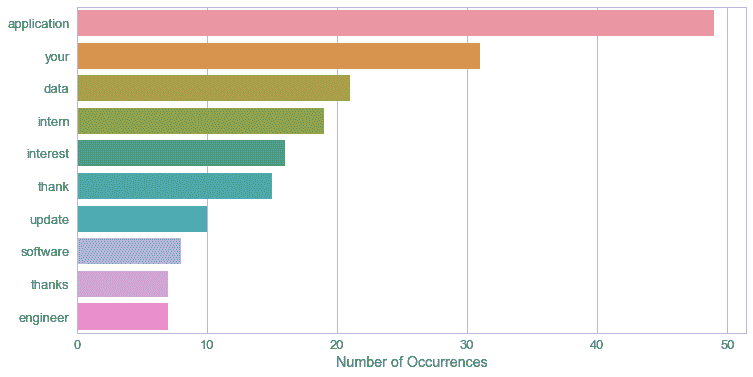 application
your
data
intern
interest
thank
update
software
thanks
engineer
0 10 20 30 40 50
Number of Occurrences